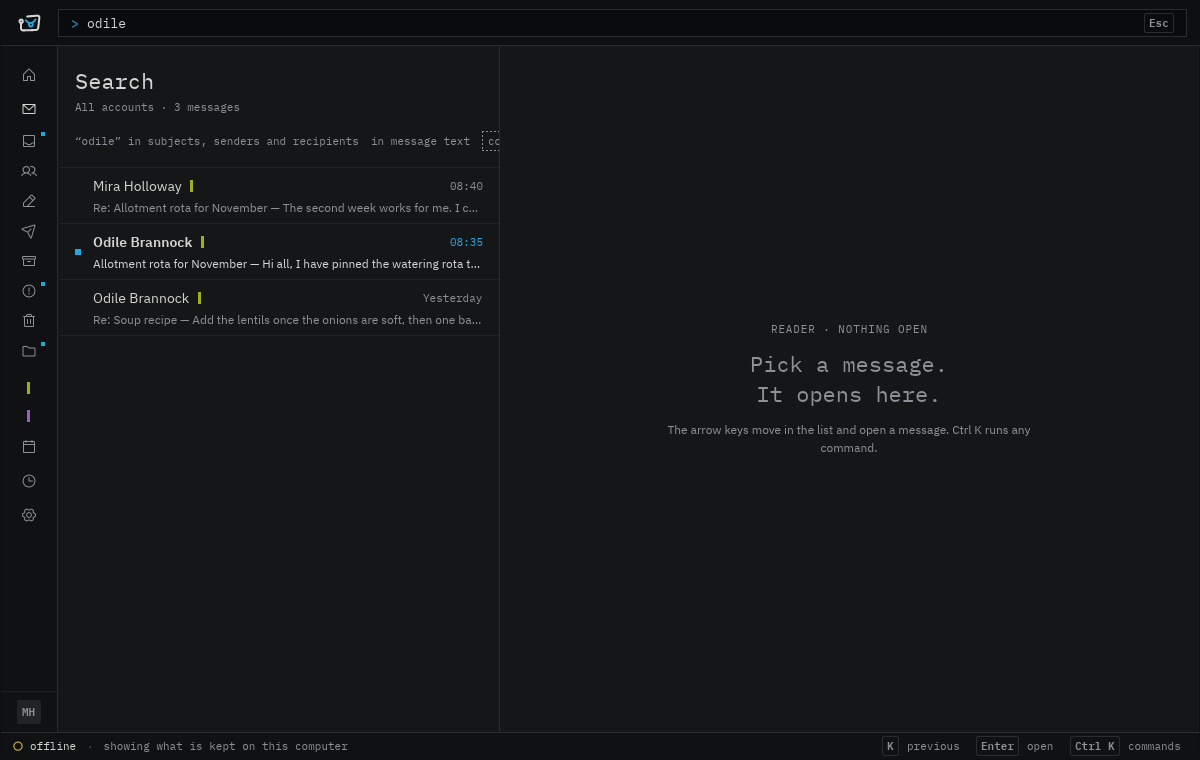 > odile Esc
Search
All accounts · 3 messages
“odile” in subjects, senders and recipients in message text
Mira Holloway 08:40
Re: Allotment rota for November — The second week works for me. I c…
Odile Brannock 08:35
Allotment rota for November — Hi all, I have pinned the watering rota t…
Odile Brannock Yesterday
Re: Soup recipe — Add the lentils once the onions are soft, then one ba…
READER · NOTHING OPEN
Pick a message.
It opens here.
The arrow keys move in the list and open a message. Ctrl K runs any
command.
MH
offline · showing what is kept on this computer K previous Enter open Ctrl K commands